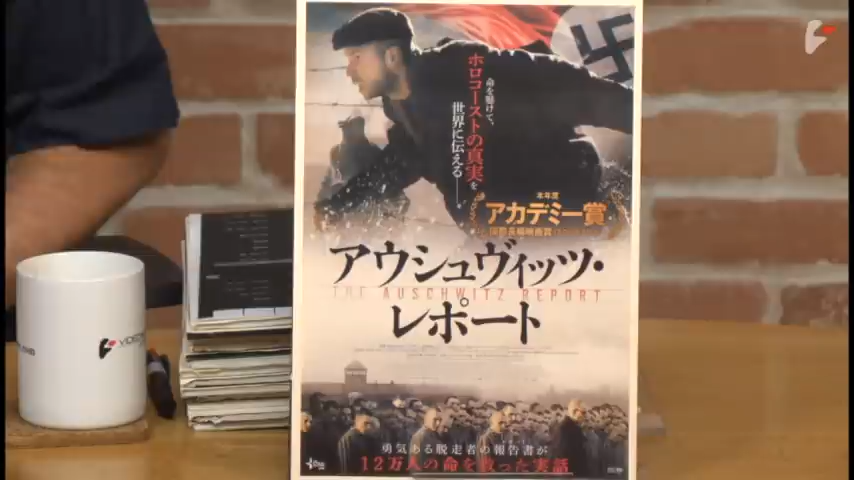 命を懸けて、
ホロコーストの真実を
世界に伝える――。
本年度
アカデミー賞
アウシュヴィッツ・
THE AUSCHWITZ REPORT
レポート
勇気ある脱走者の報告書が
12万人の命を救った実話